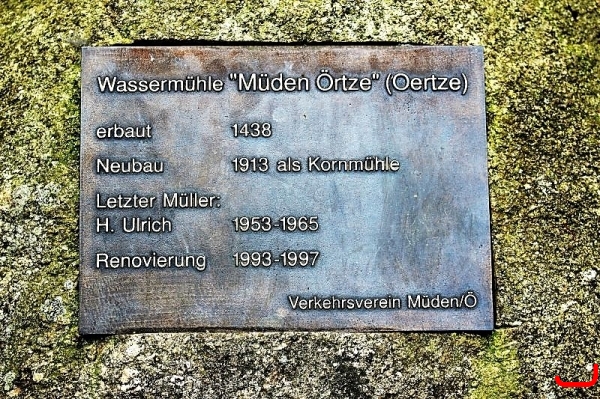 Wassermühle "Müden Örtze" (Oertze)
erbaut 1438
Neubau 1913 als Kornmühle
Letzter Müller:
H. Ulrich 1953-1965
Renovierung 1993-1997
Verkehrsverein Müden/Ö